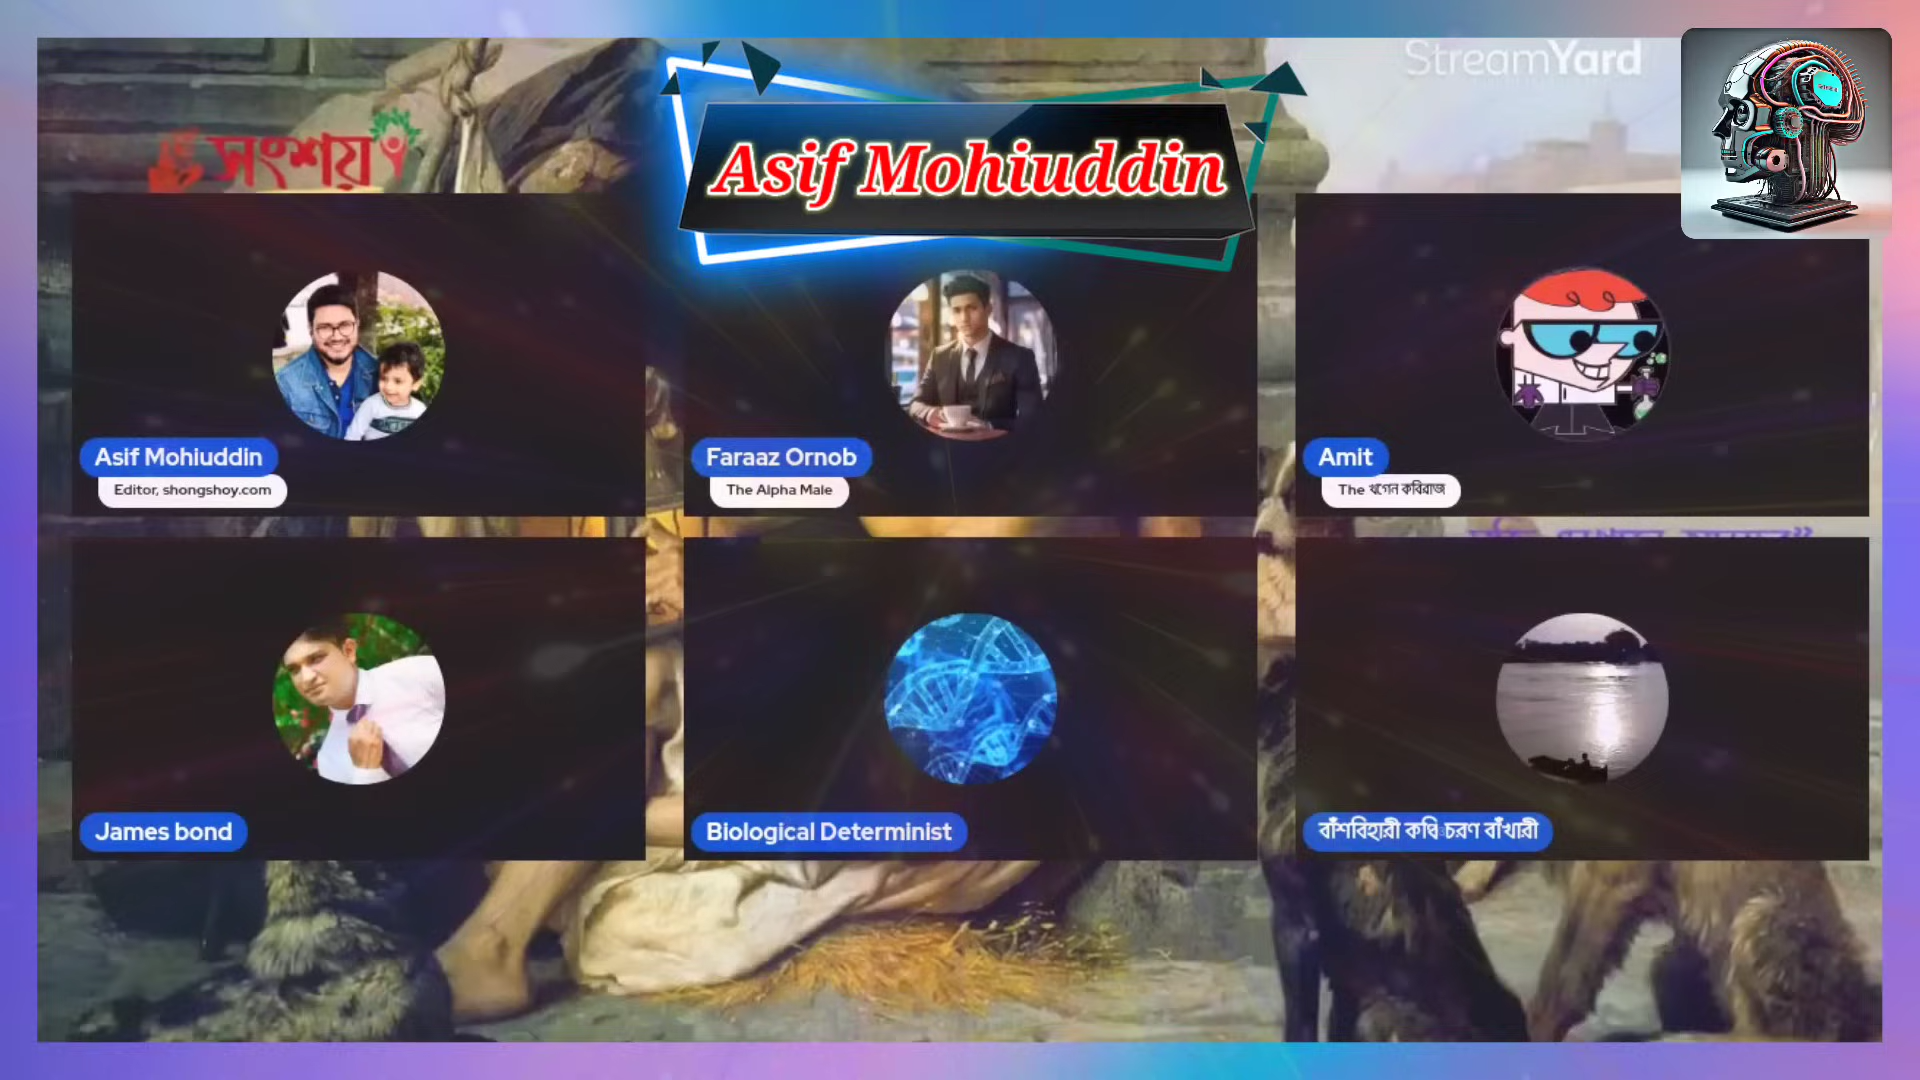 StreamYard
সংশয়
Asif Mohiuddin
Asif Mohiuddin
Editor, shongshoy.com
Faraaz Ornob
The Alpha Male
Amit
The খগেন কবিরাজ
James bond
Biological Determinist
বাঁশবিহারী চরণ বাঁখারী